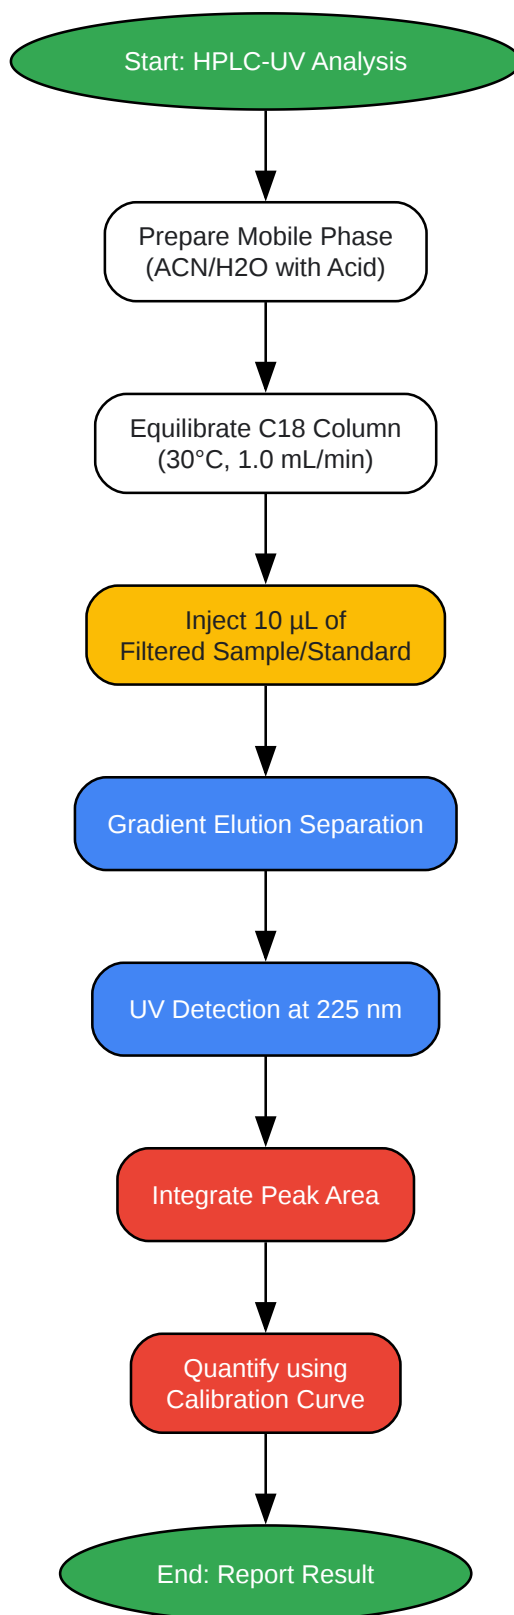 Start: HPLC-UV Analysis
Prepare Mobile Phase
(ACN/H2O with Acid)
Equilibrate C18 Column
(30°C, 1.0 mL/min)
Inject 10 µL of
Filtered Sample/Standard
Gradient Elution Separation
UV Detection at 225 nm
Integrate Peak Area
Quantify using
Calibration Curve
End: Report Result